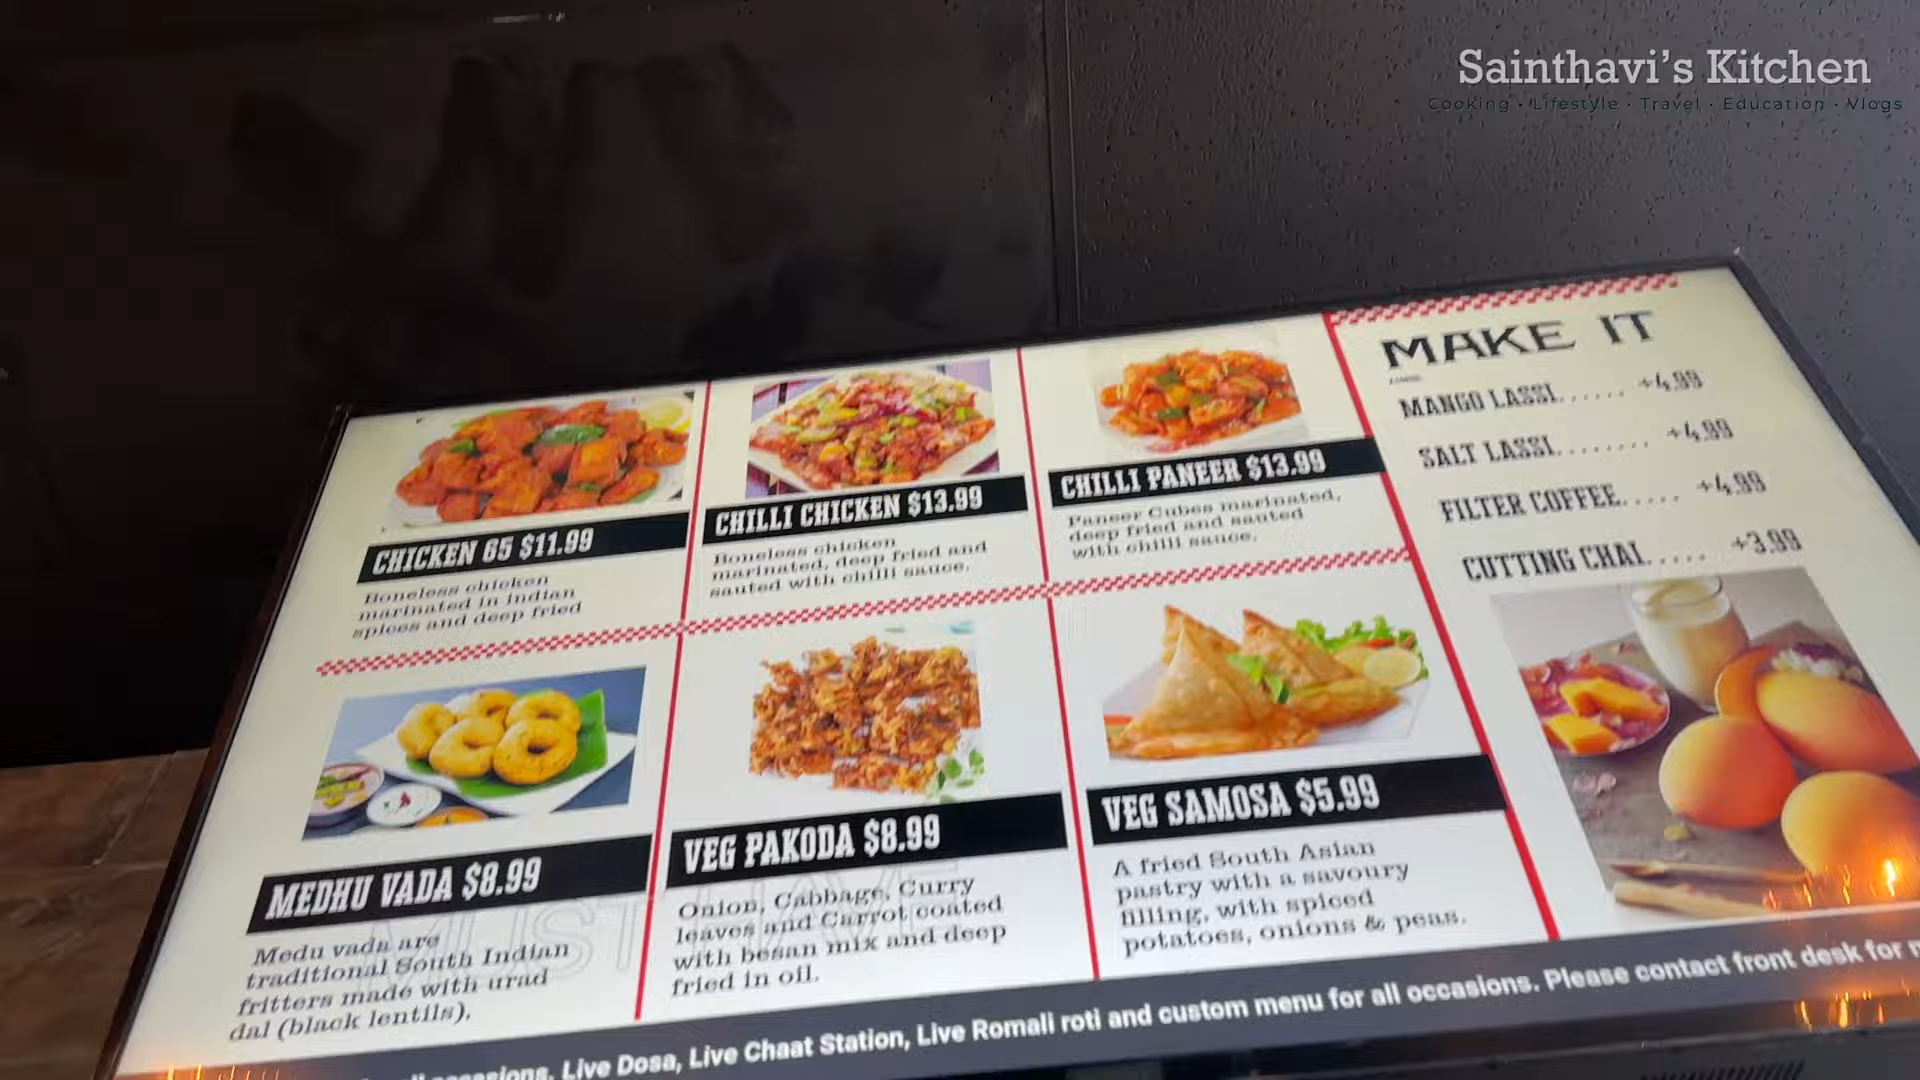 Sainthavi's Kitchen
Cooking · Lifestyle · Travel · Education · Vlogs
CHICKEN 65 $11.99
Boneless chicken
marinated in indian
spices and deep fried
CHILLI CHICKEN $13.99
Boneless chicken
marinated, deep fried and
sauted with chilli sauce.
CHILLI PANEER $13.99
Paneer Cubes marinated,
deep fried and sauted
with chilli sauce.
MEDHU VADA $8.99
Medu vada are
traditional South Indian
fritters made with urad
dal (black lentils).
VEG PAKODA $8.99
Onion, Cabbage, Curry
leaves and Carrot coated
with besan mix and deep
fried in oil.
VEG SAMOSA $5.99
A fried South Asian
pastry with a savoury
filling, with spiced
potatoes, onions & peas.
MAKE IT
MANGO LASSI...... +4.99
SALT LASSI........ +4.99
FILTER COFFEE..... +4.99
CUTTING CHAI..... +3.99
occasions. Live Dosa, Live Chaat Station, Live Romali roti and custom menu for all occasions. Please contact front desk for